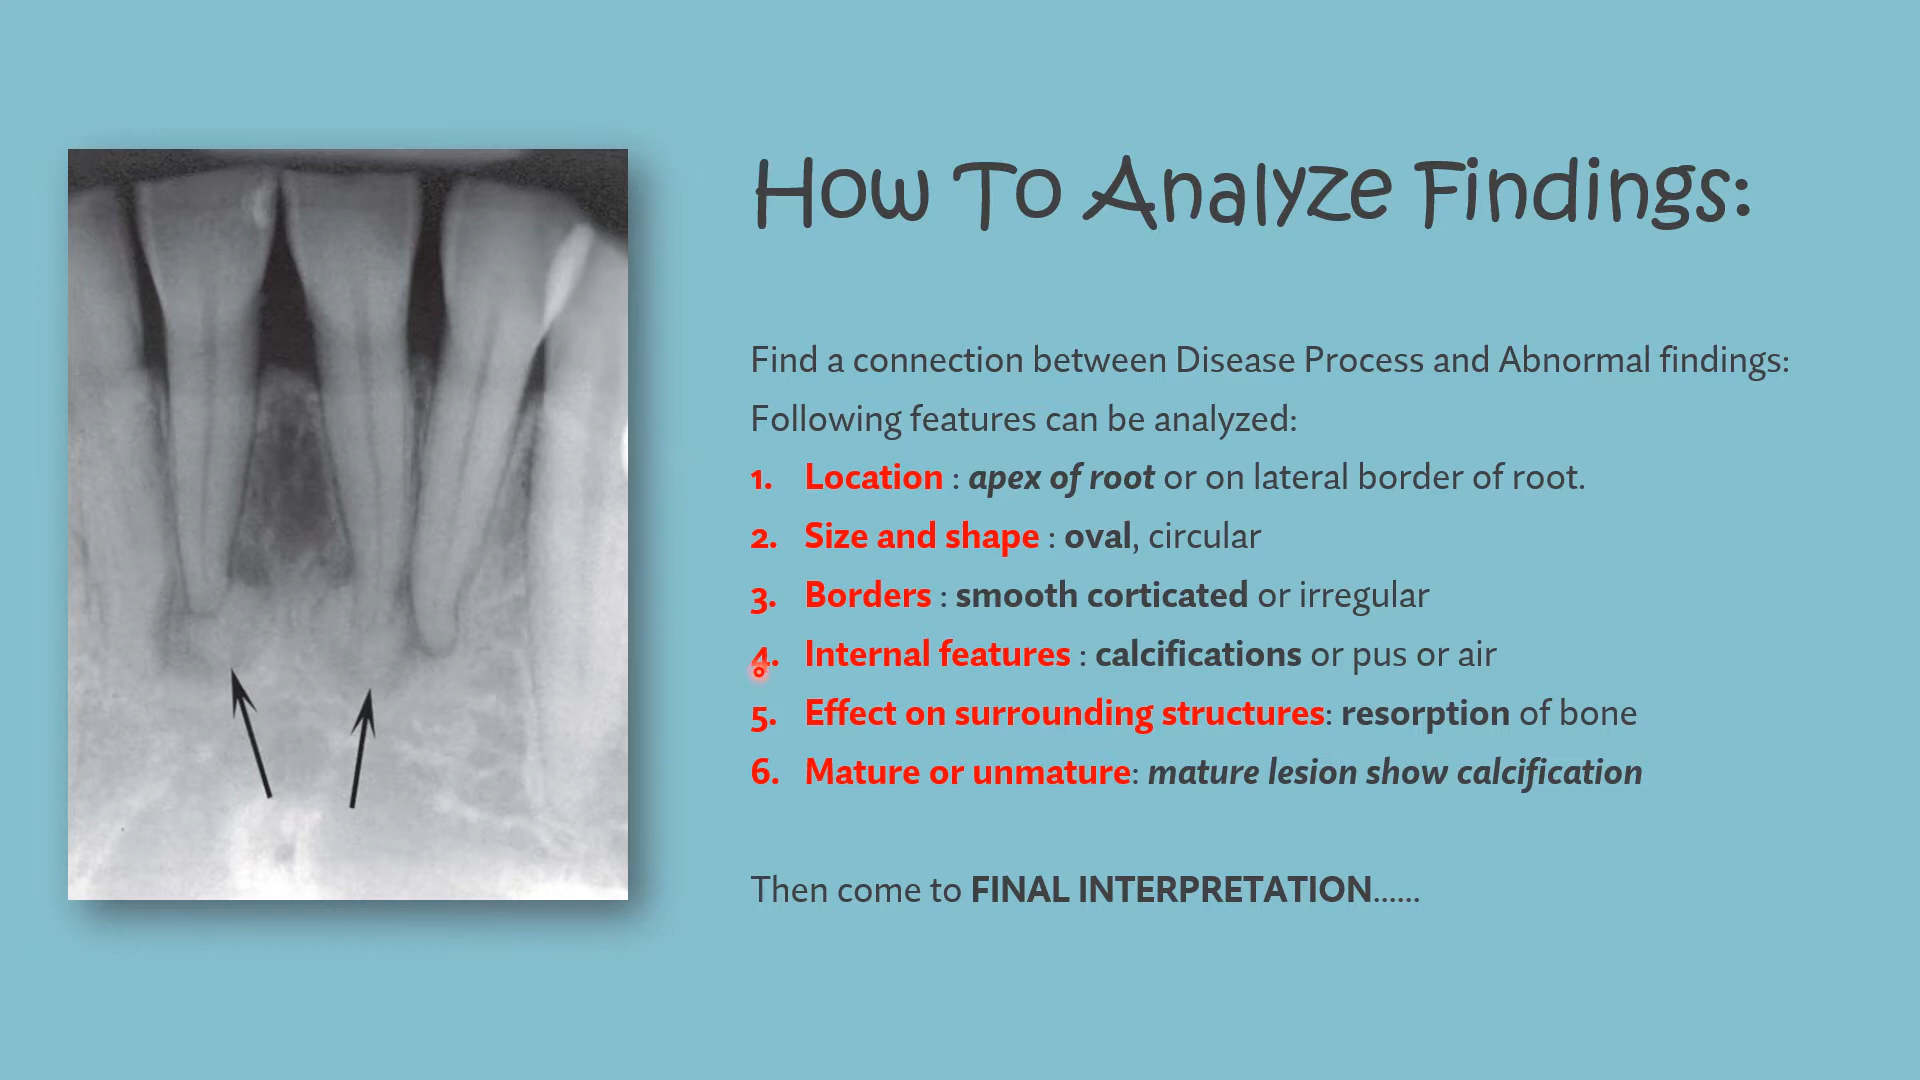 How To Analyze Findings:
Find a connection between Disease Process and Abnormal findings:
Following features can be analyzed:
1. Location : apex of root or on lateral border of root.
2. Size and shape : oval, circular
3. Borders : smooth corticated or irregular
4. Internal features : calcifications or pus or air
5. Effect on surrounding structures: resorption of bone
6. Mature or unmature: mature lesion show calcification
Then come to FINAL INTERPRETATION......